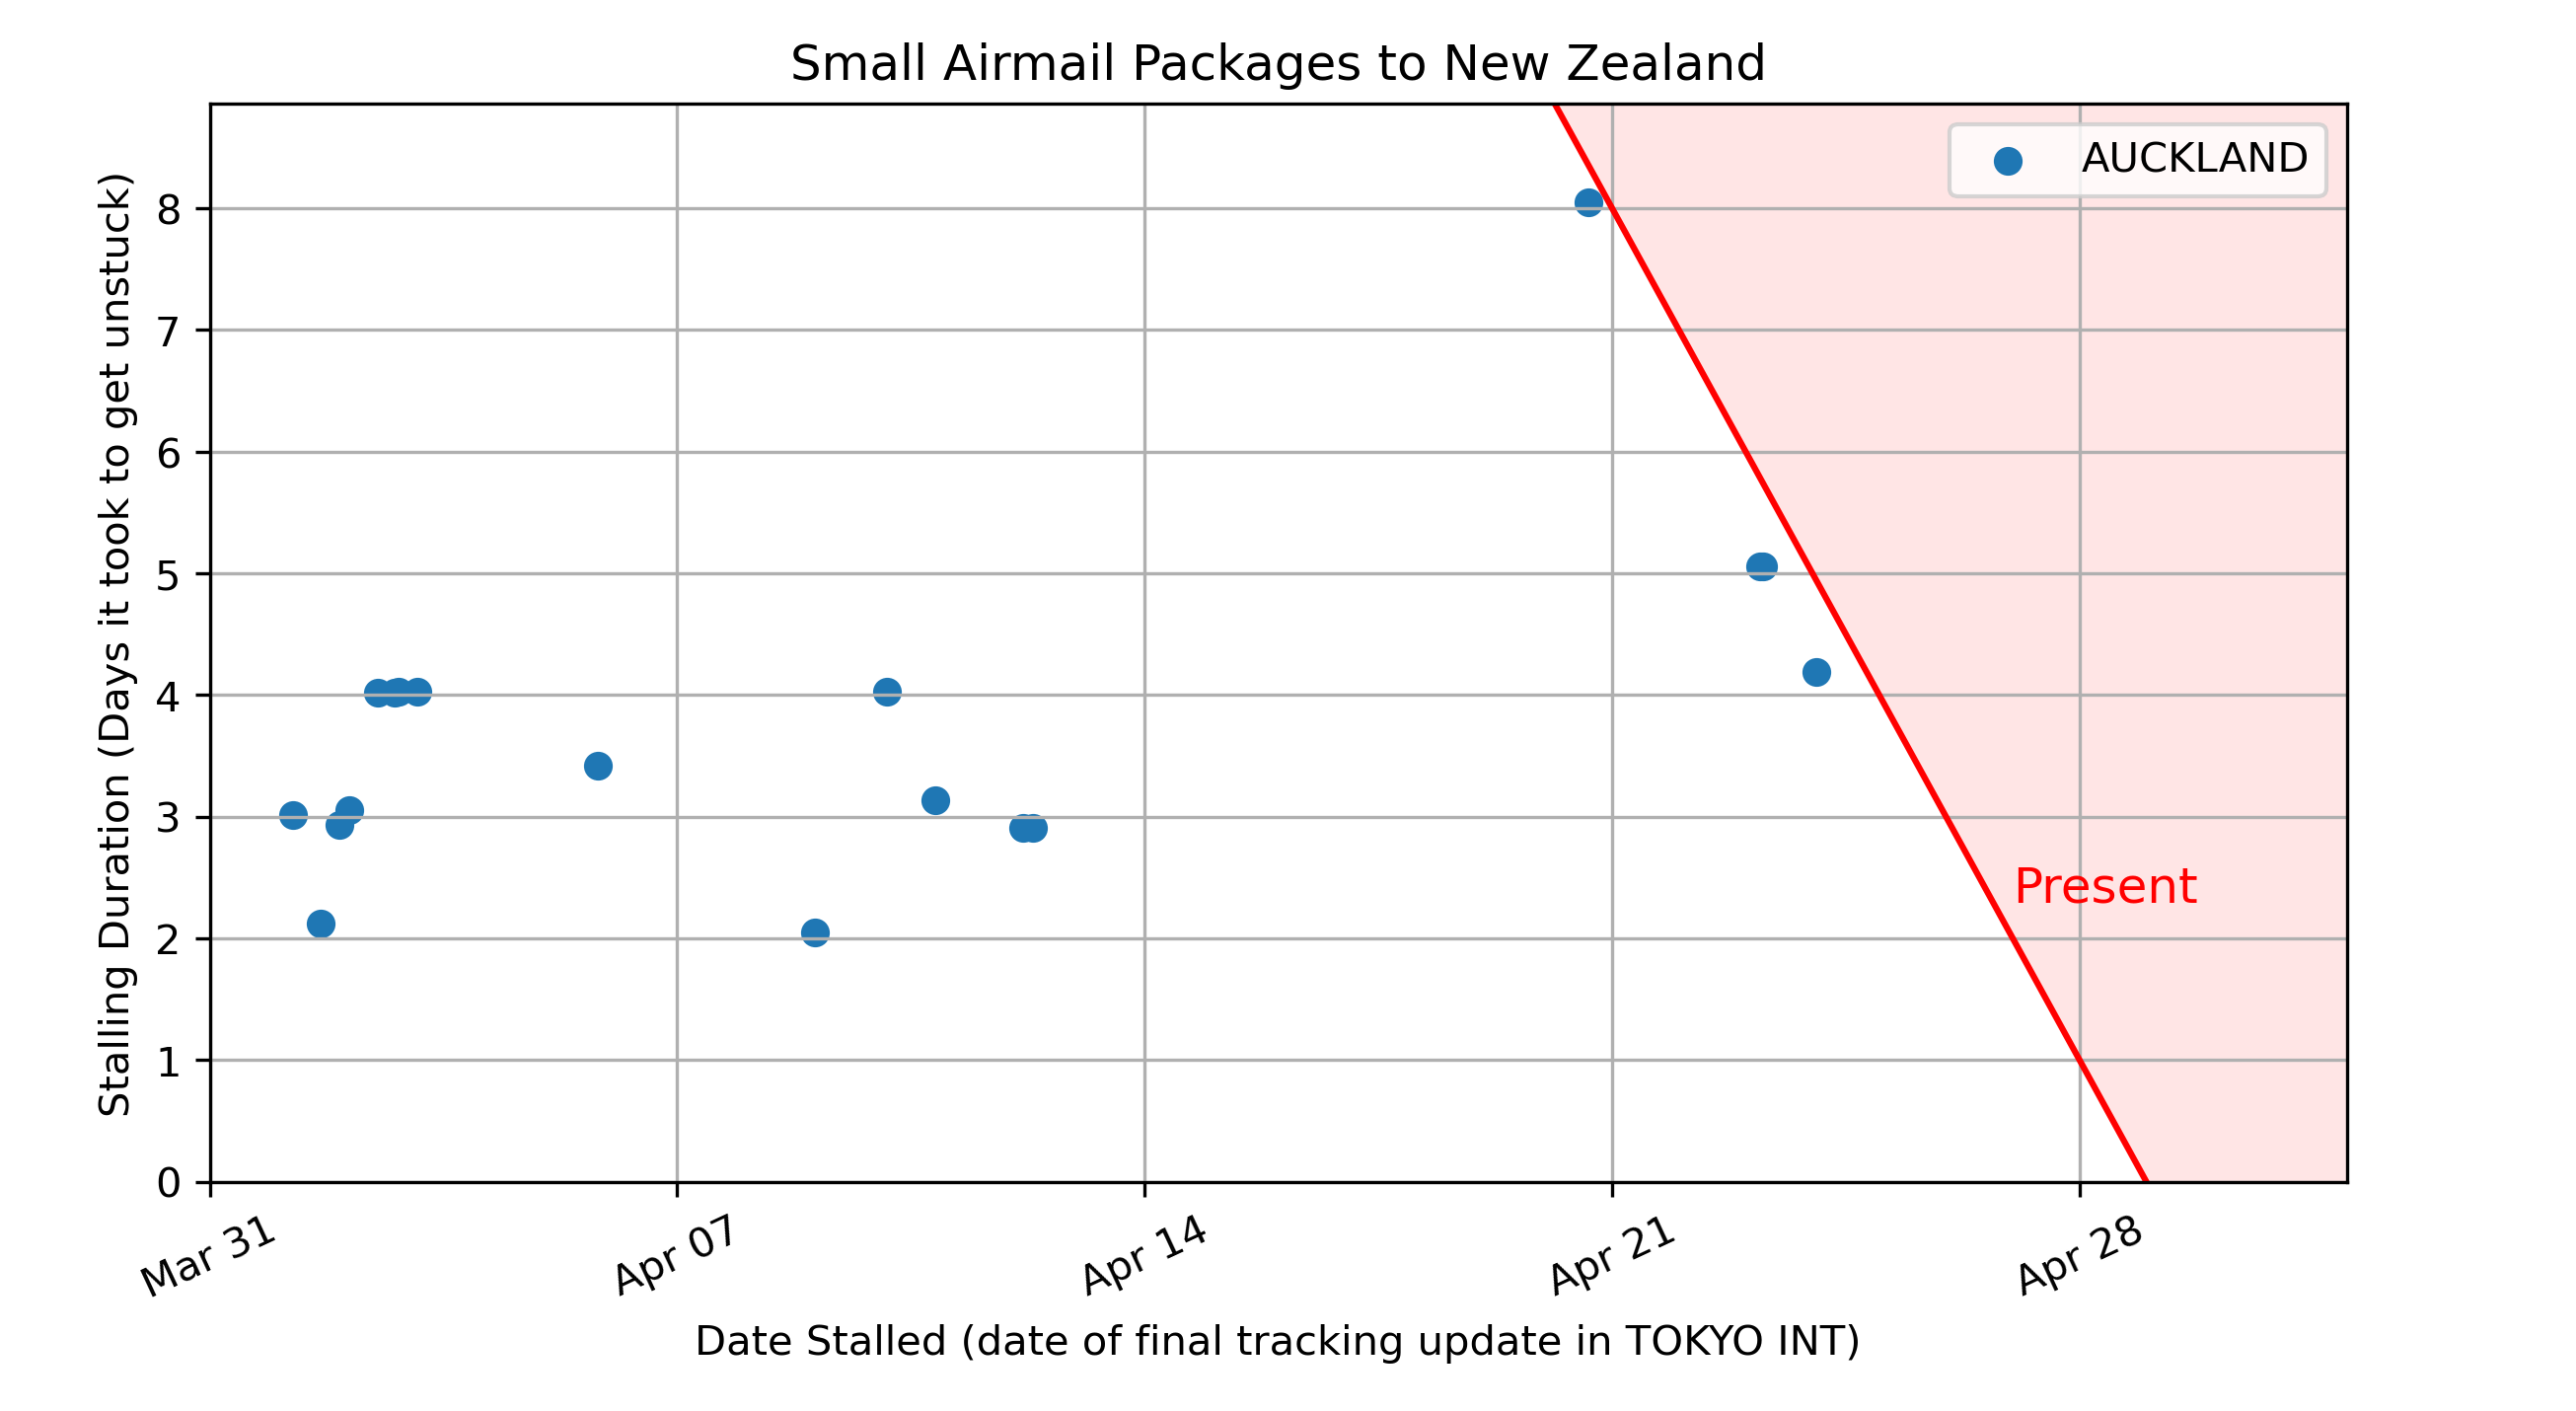 Small Airmail Packages to New Zealand
AUCKLAND
Stalling Duration (Days it took to get unstuck)
8
7
6
5
4
3
2
1
0
Present
Mar 31
Apr 07
Apr 14
Apr 21
Apr 28
Date Stalled (date of final tracking update in TOKYO INT)